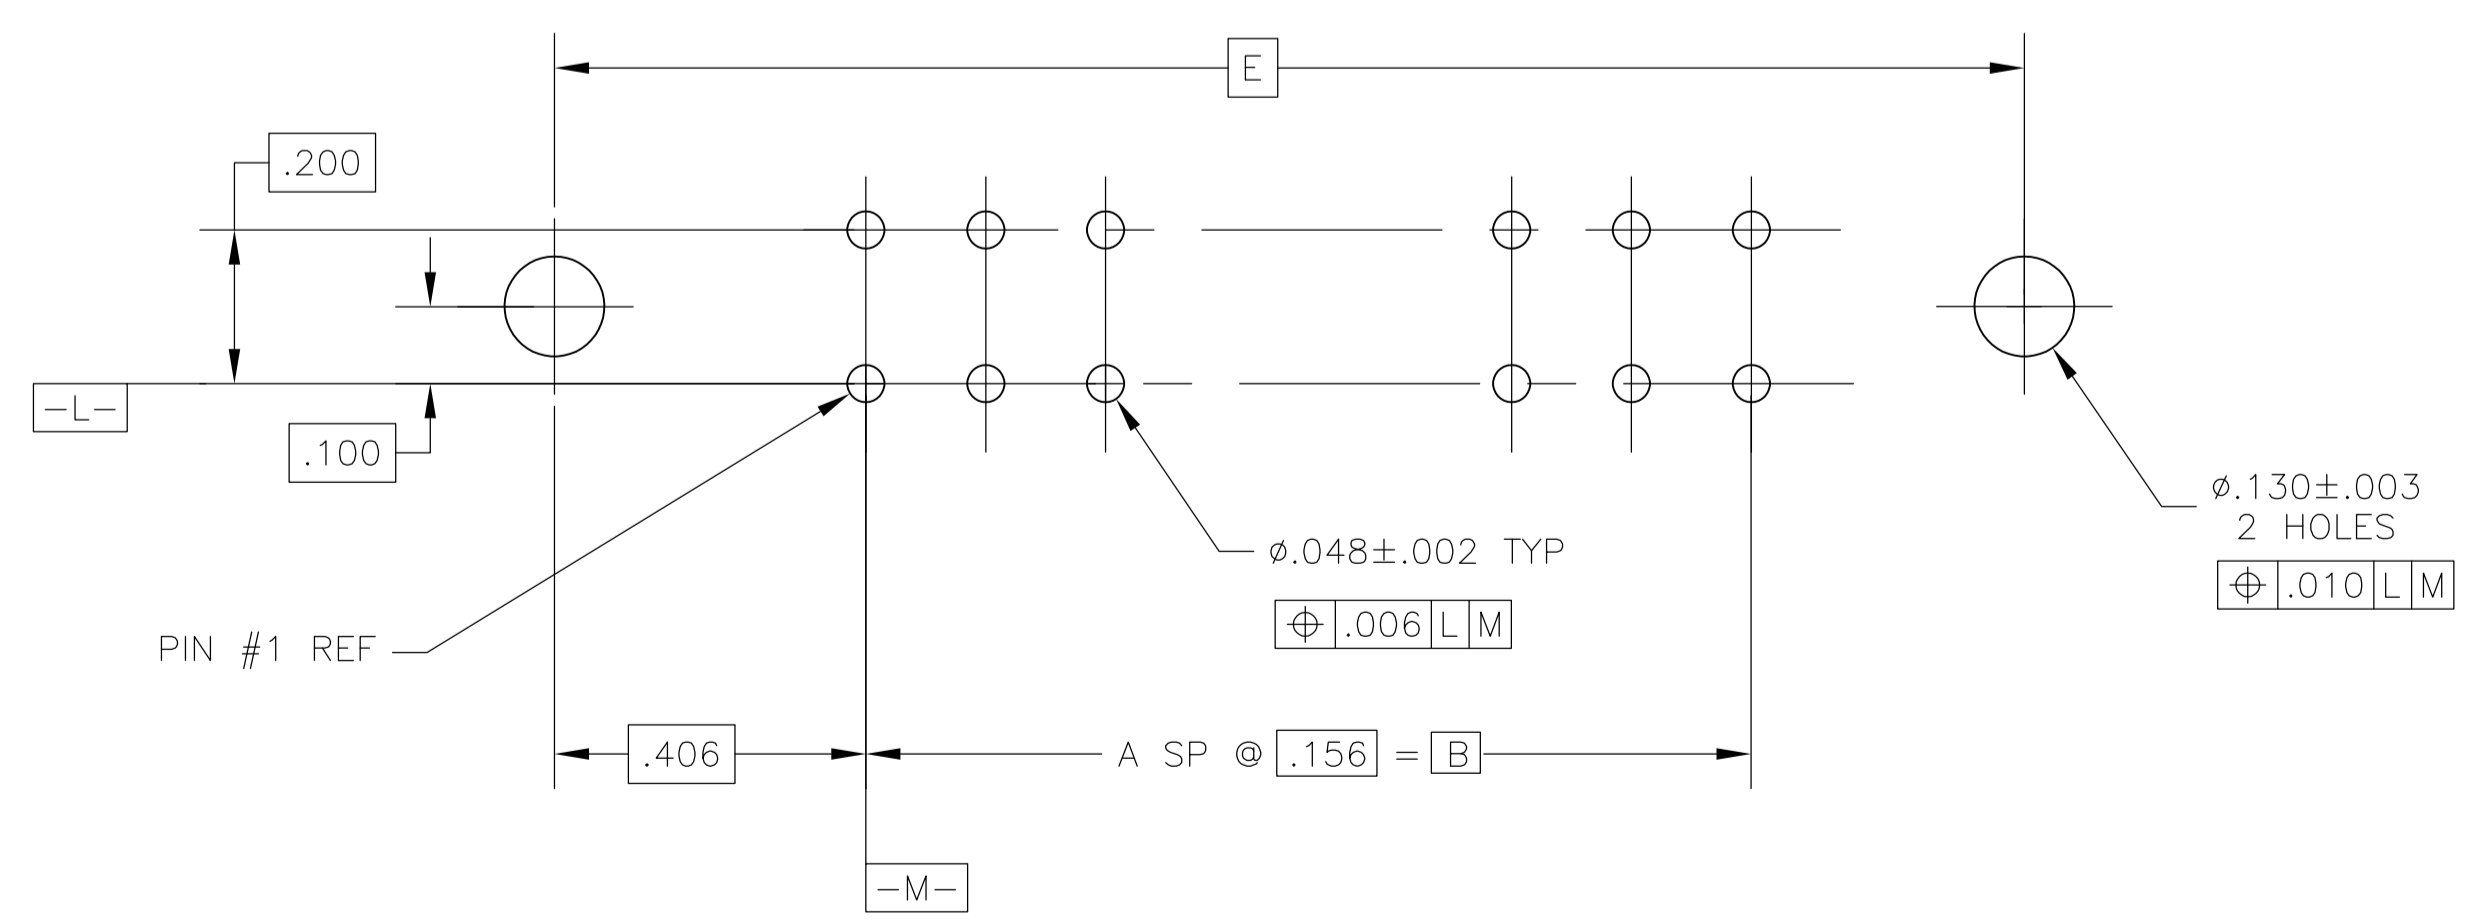 E
.200
-L-
.100
ø.130±.003
2 HOLES
⌖ .010 L M
ø.048±.002 TYP
⌖ .006 L M
PIN #1 REF
.406
A SP @ .156 = B
-M-